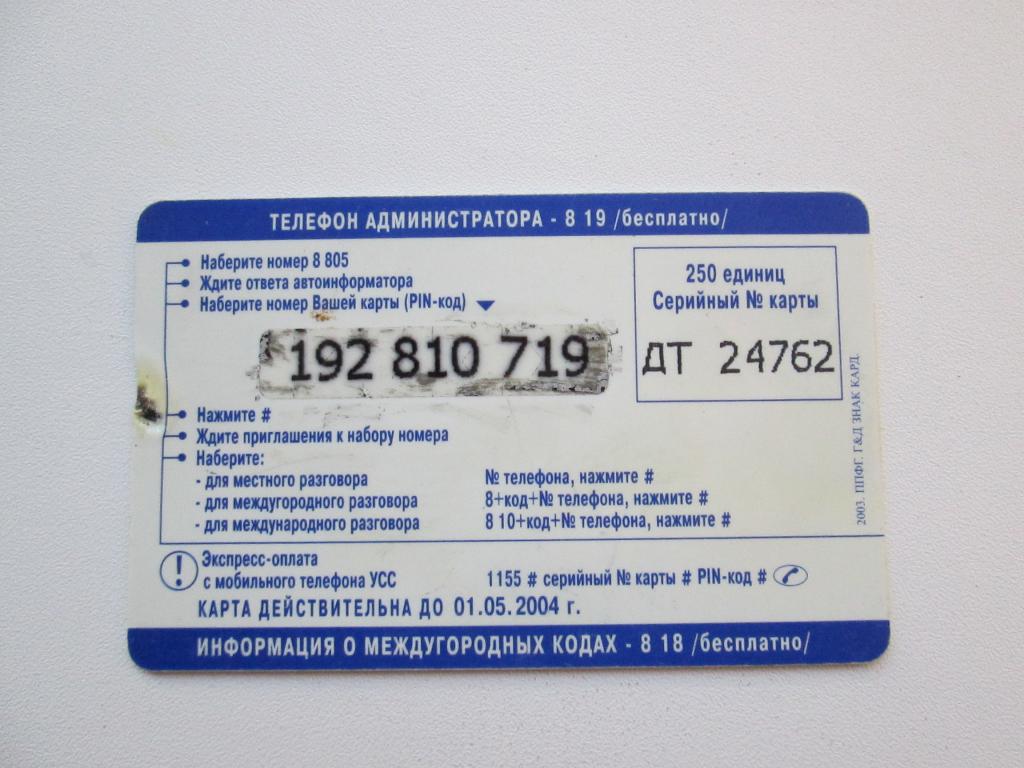 ТЕЛЕФОН АДМИНИСТРАТОРА - 8 19 /бесплатно/
Наберите номер 8 805
Ждите ответа автоинформатора
Наберите номер Вашей карты (PIN-код)
192 810 719
250 единиц
Серийный № карты
ДТ 24762
Нажмите #
Ждите приглашения к набору номера
Наберите:
- для местного разговора № телефона, нажмите #
- для междугородного разговора 8+код+№ телефона, нажмите #
- для международного разговора 8 10+код+№ телефона, нажмите #
2003. ППФГ. Г&Д ЗНАК КАРД.
! Экспресс-оплата
с мобильного телефона УСС 1155 # серийный № карты # PIN-код #
КАРТА ДЕЙСТВИТЕЛЬНА ДО 01.05.2004 г.
ИНФОРМАЦИЯ О МЕЖДУГОРОДНЫХ КОДАХ - 8 18 /бесплатно/